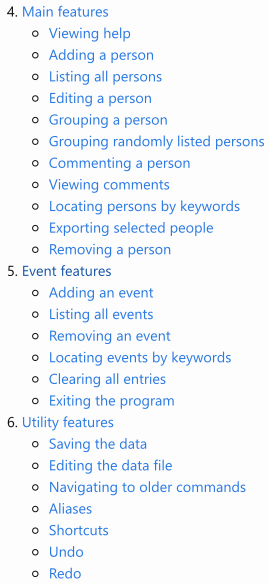 4. Main features
Viewing help
Adding a person
Listing all persons
Editing a person
Grouping a person
Grouping randomly listed persons
Commenting a person
Viewing comments
Locating persons by keywords
Exporting selected people
Removing a person
5. Event features
Adding an event
Listing all events
Removing an event
Locating events by keywords
Clearing all entries
Exiting the program
6. Utility features
Saving the data
Editing the data file
Navigating to older commands
Aliases
Shortcuts
Undo
Redo